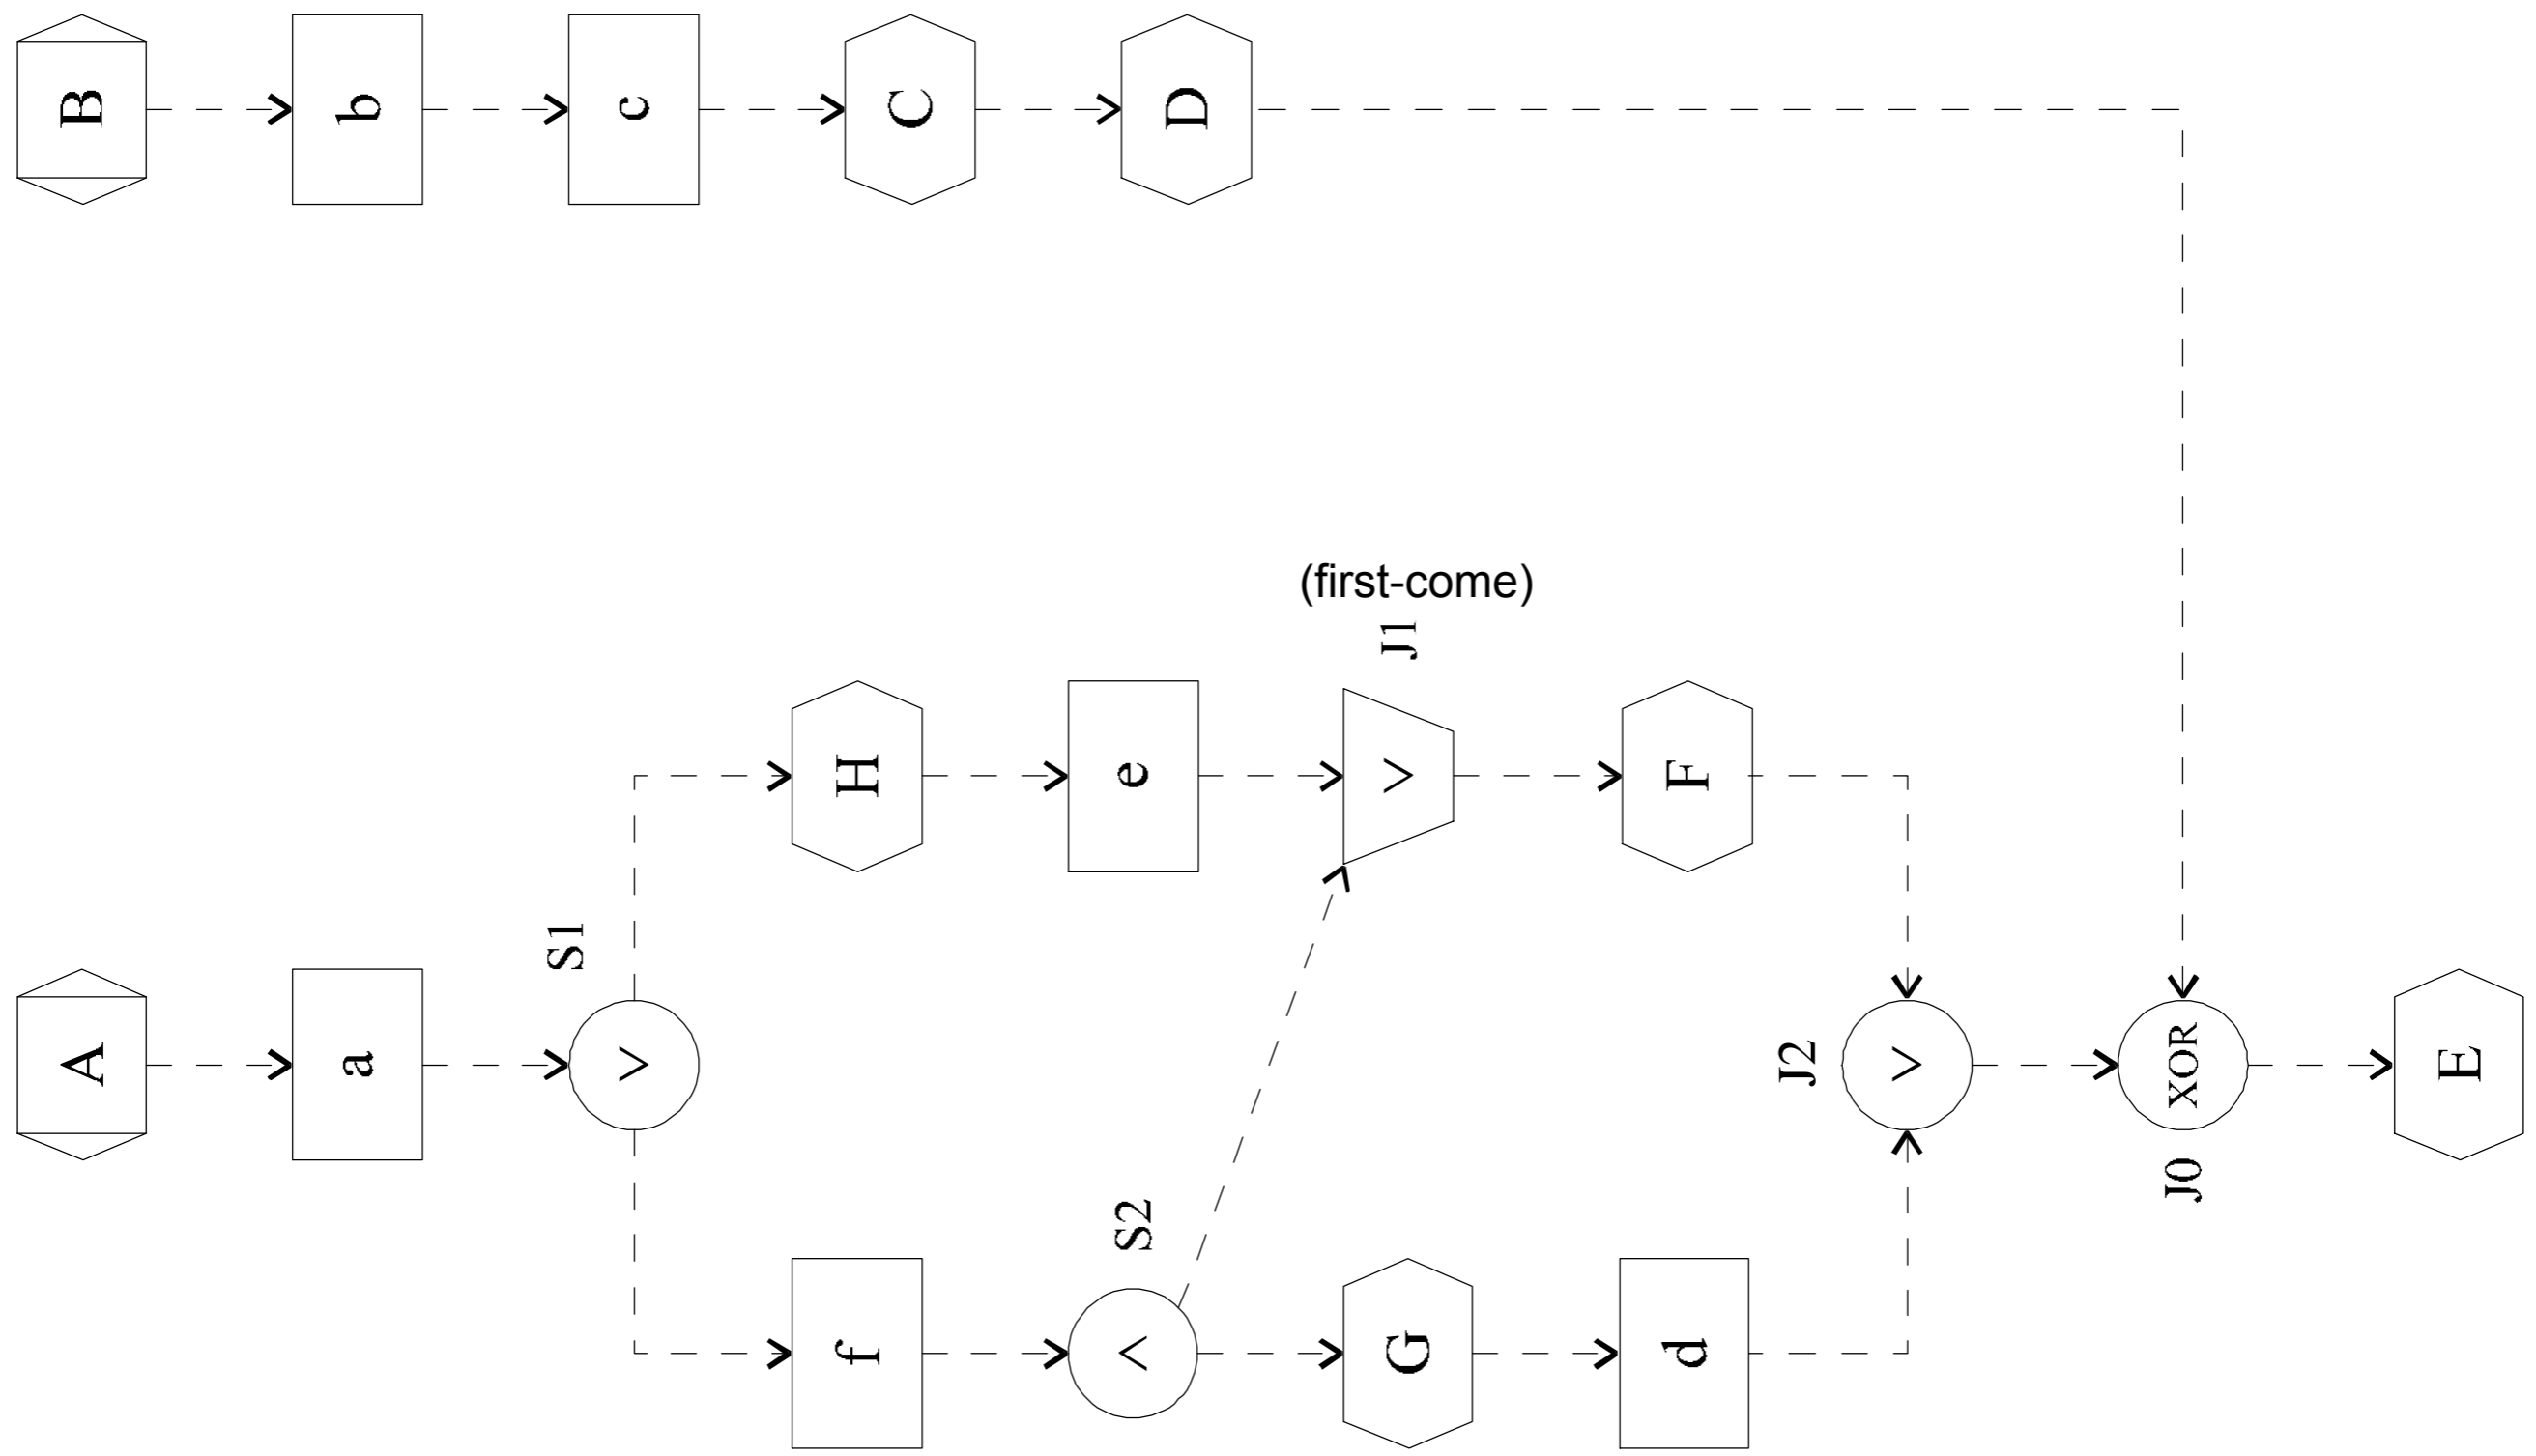 B
b
c
C
D
(first-come)
J1
H
e
∨
F
S1
A
a
∨
J2
∨
XOR
E
J0
S2
f
∧
G
d